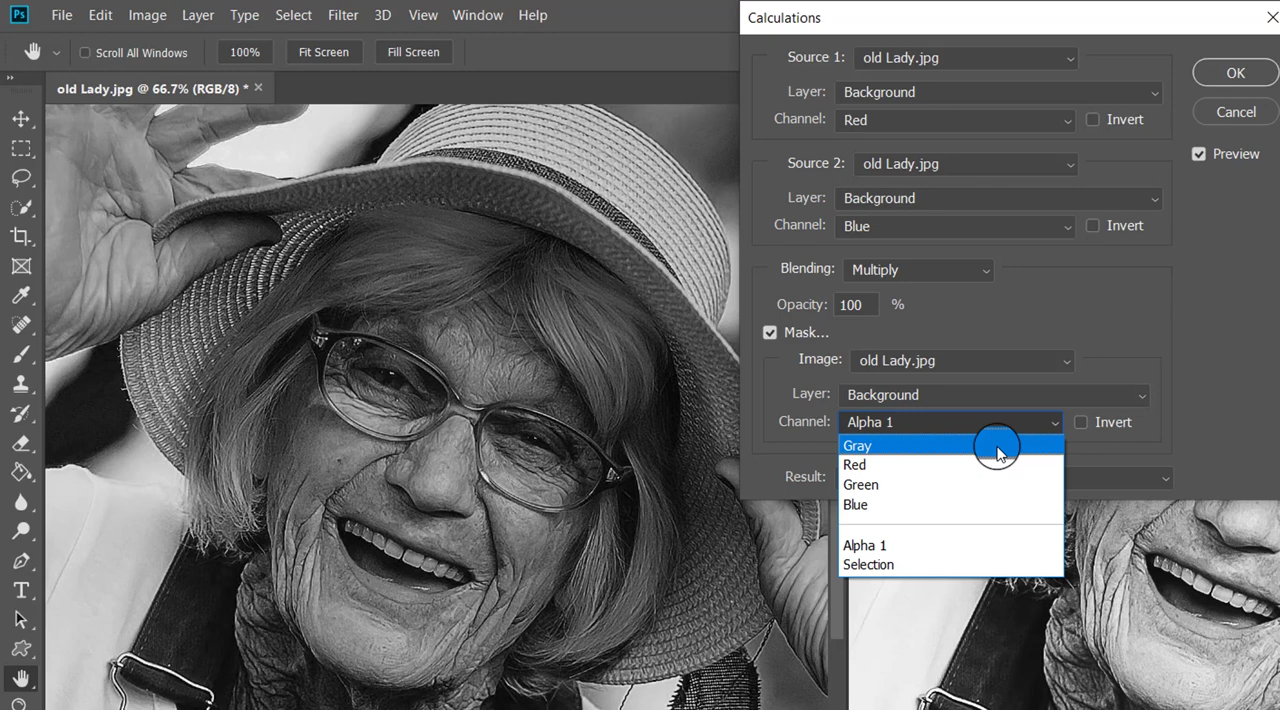 Ps File Edit Image Layer Select Type Filter 3D View Window Help
Scroll All Windows 100% Fit Screen Fill Screen
old Lady.jpg @ 66.7% (RGB/8) *
Calculations
Source 1: old Lady.jpg
Layer: Background
Channel: Red Invert
OK
Cancel
Preview
Source 2: old Lady.jpg
Layer: Background
Channel: Blue Invert
Blending: Multiply
Opacity: 100 %
Mask...
Image: old Lady.jpg
Layer: Background
Channel: Alpha 1 Invert
Gray
Red
Green
Blue
Alpha 1
Selection
Result: